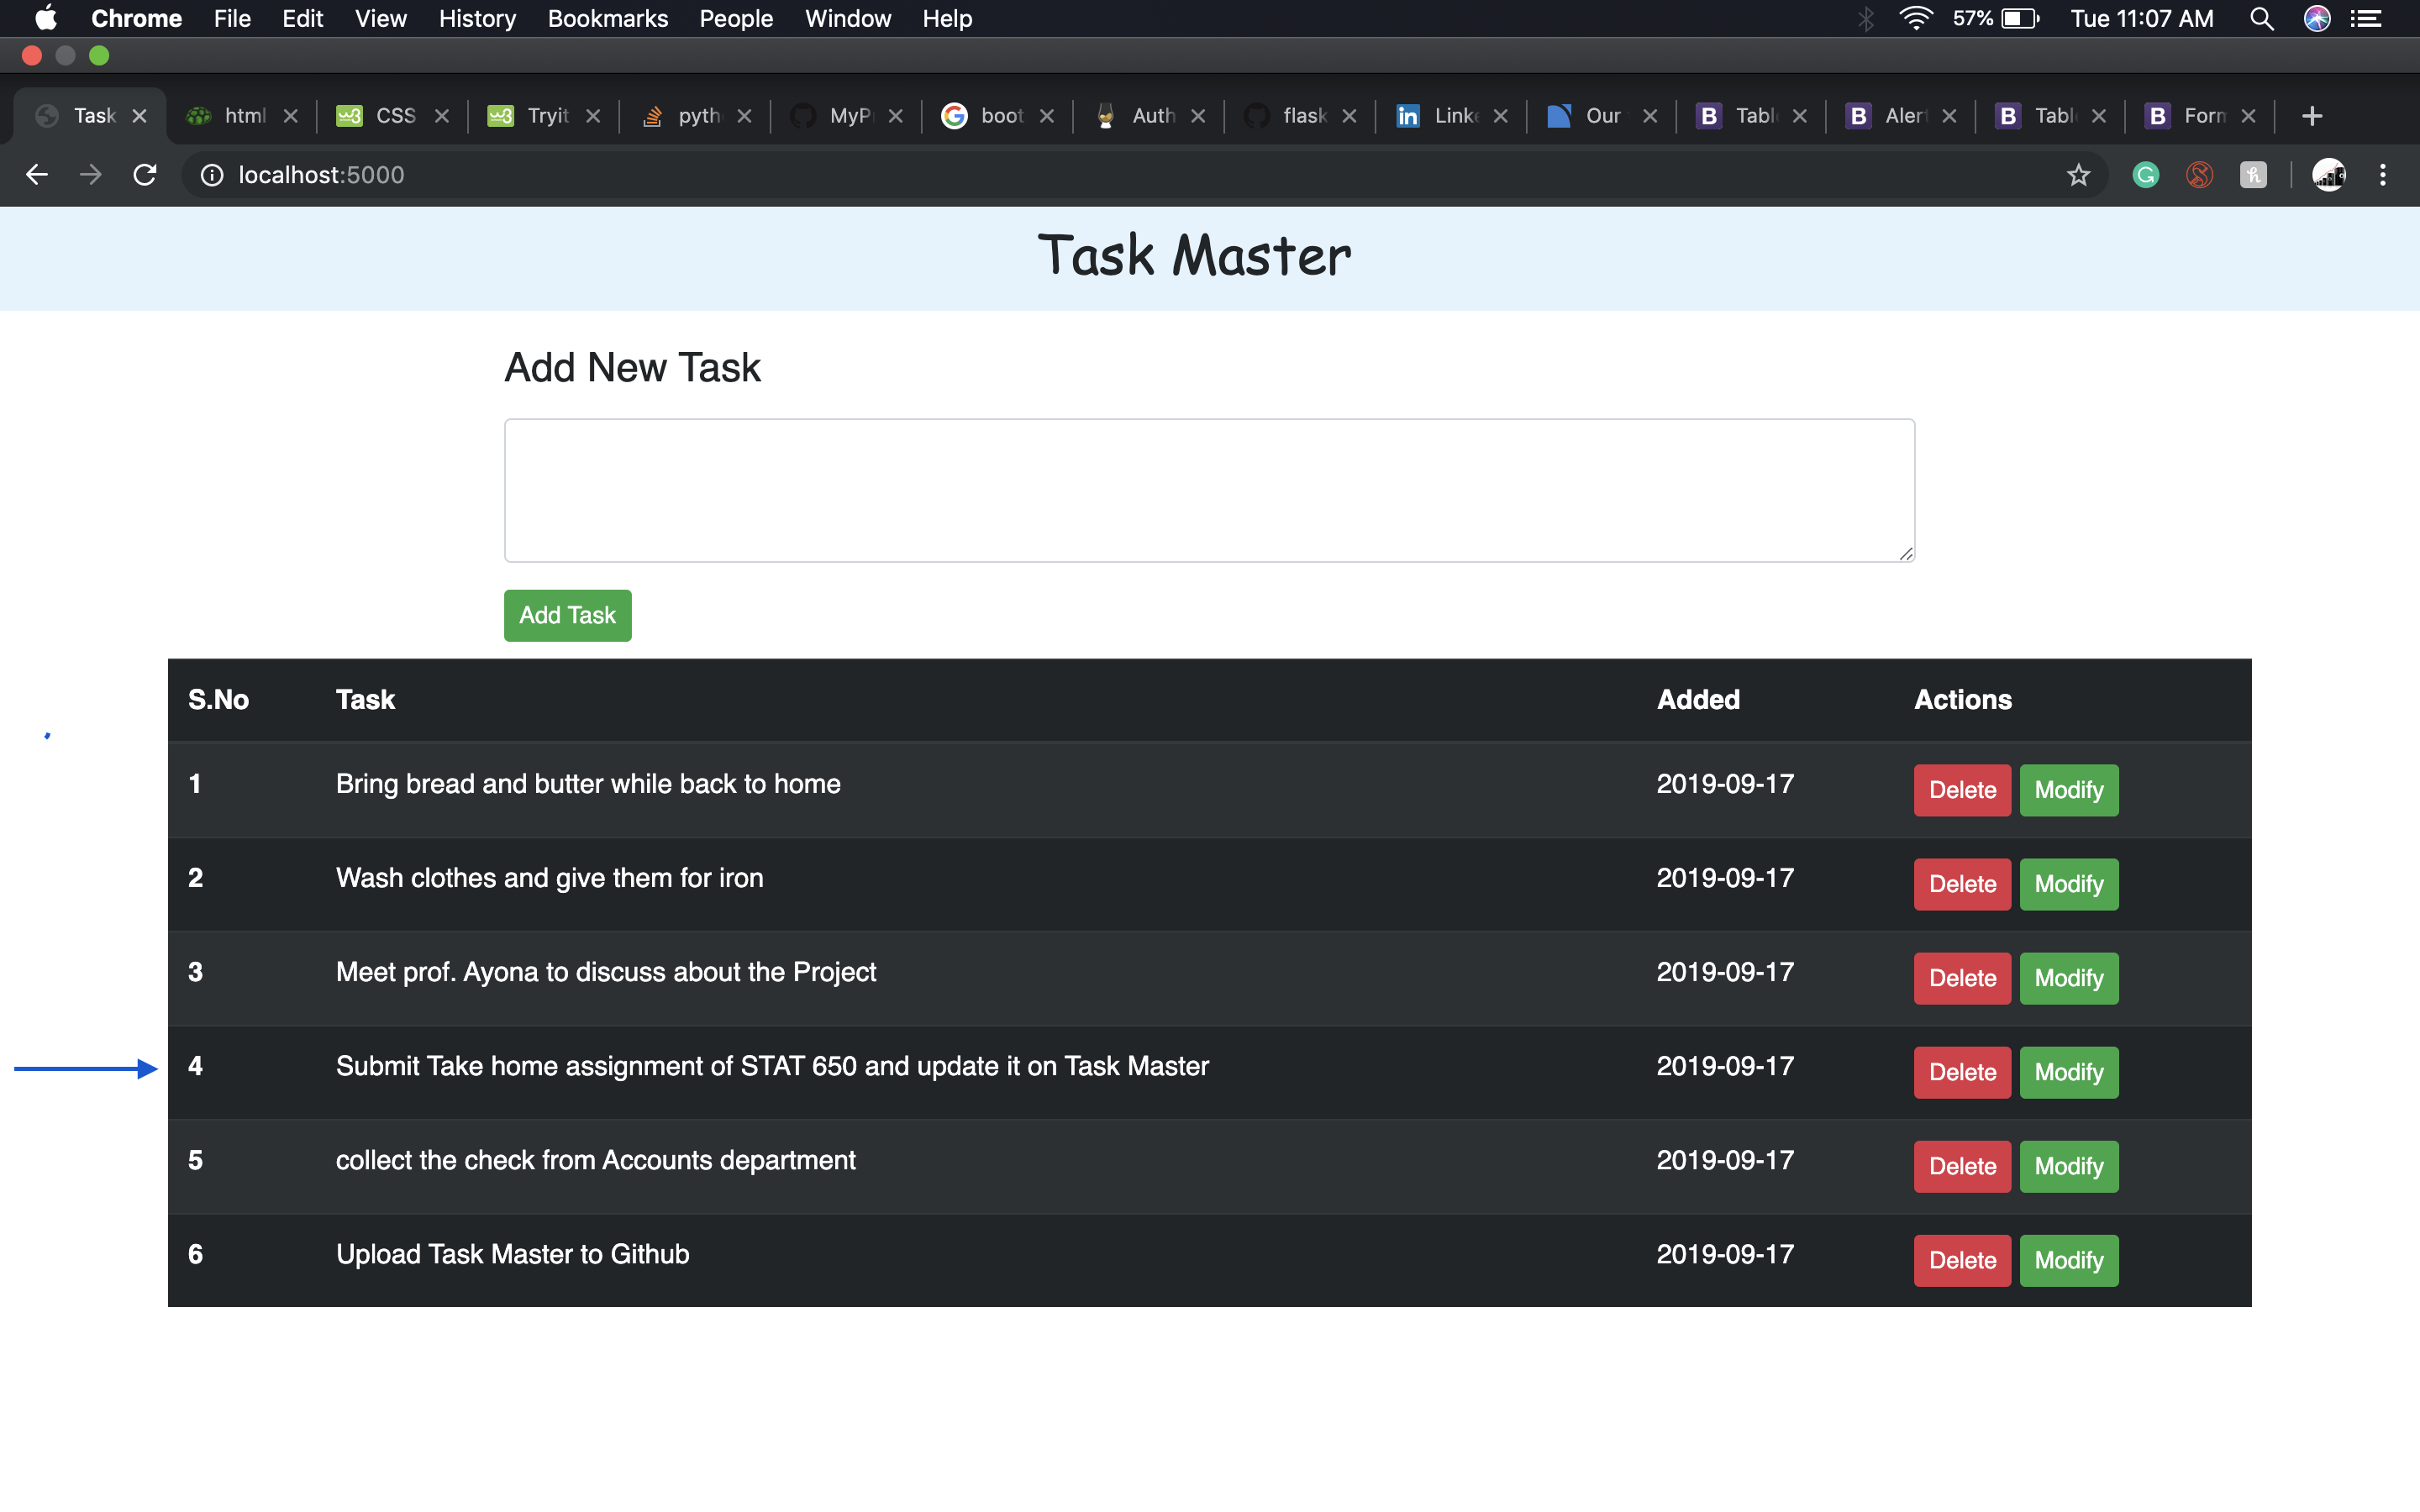 Chrome File Edit View History Bookmarks People Window Help 57% Tue 11:07 AM
Task html CSS Tryit pyth MyP boot Auth flask Link Our Tabl Aler Tabl Form
localhost:5000
Task Master
Add New Task
Add Task
S.No Task Added Actions
1 Bring bread and butter while back to home 2019-09-17 Delete Modify
2 Wash clothes and give them for iron 2019-09-17 Delete Modify
3 Meet prof. Ayona to discuss about the Project 2019-09-17 Delete Modify
4 Submit Take home assignment of STAT 650 and update it on Task Master 2019-09-17 Delete Modify
5 collect the check from Accounts department 2019-09-17 Delete Modify
6 Upload Task Master to Github 2019-09-17 Delete Modify